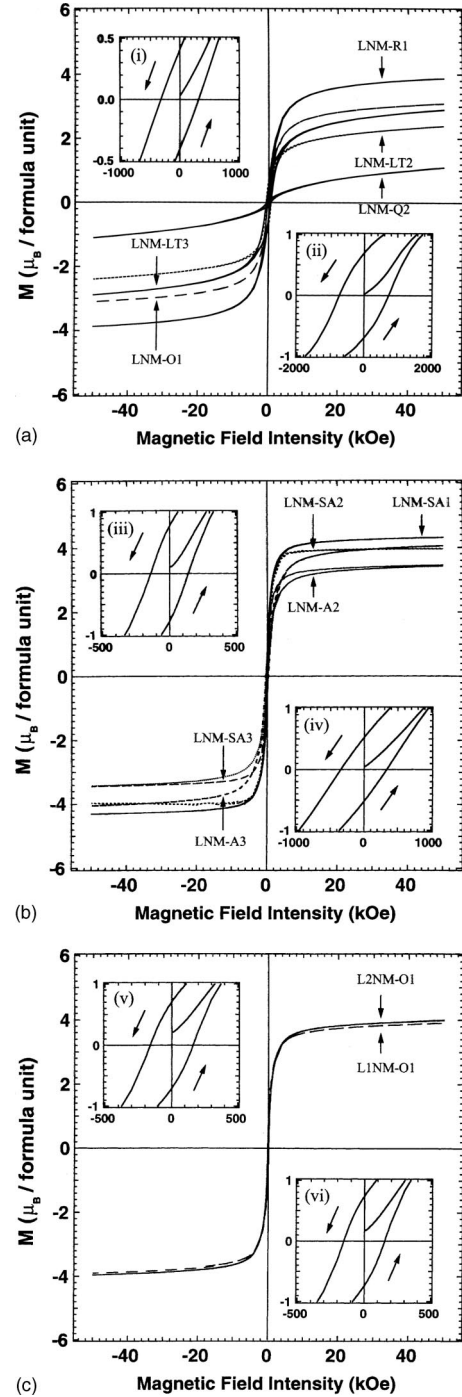 6
4
2
0
-2
-4
-6
M (μB / formula unit)
(i)
0.5
0.0
-0.5
-1000
0
1000
LNM-R1
LNM-LT2
LNM-Q2
LNM-LT3
LNM-O1
(ii)
1
0
-1
-2000
0
2000
-40
-20
0
20
40
(a)
Magnetic Field Intensity (kOe)
6
4
2
0
-2
-4
-6
M (μB / formula unit)
(iii)
1
0
-1
-500
0
500
LNM-SA2
LNM-SA1
LNM-A2
LNM-SA3
LNM-A3
(iv)
1
0
-1
-1000
0
1000
-40
-20
0
20
40
(b)
Magnetic Field Intensity (kOe)
6
4
2
0
-2
-4
-6
M (μB / formula unit)
(v)
1
0
-1
-500
0
500
L2NM-O1
L1NM-O1
(vi)
1
0
-1
-500
0
500
-40
-20
0
20
40
(c)
Magnetic Field Intensity (kOe)